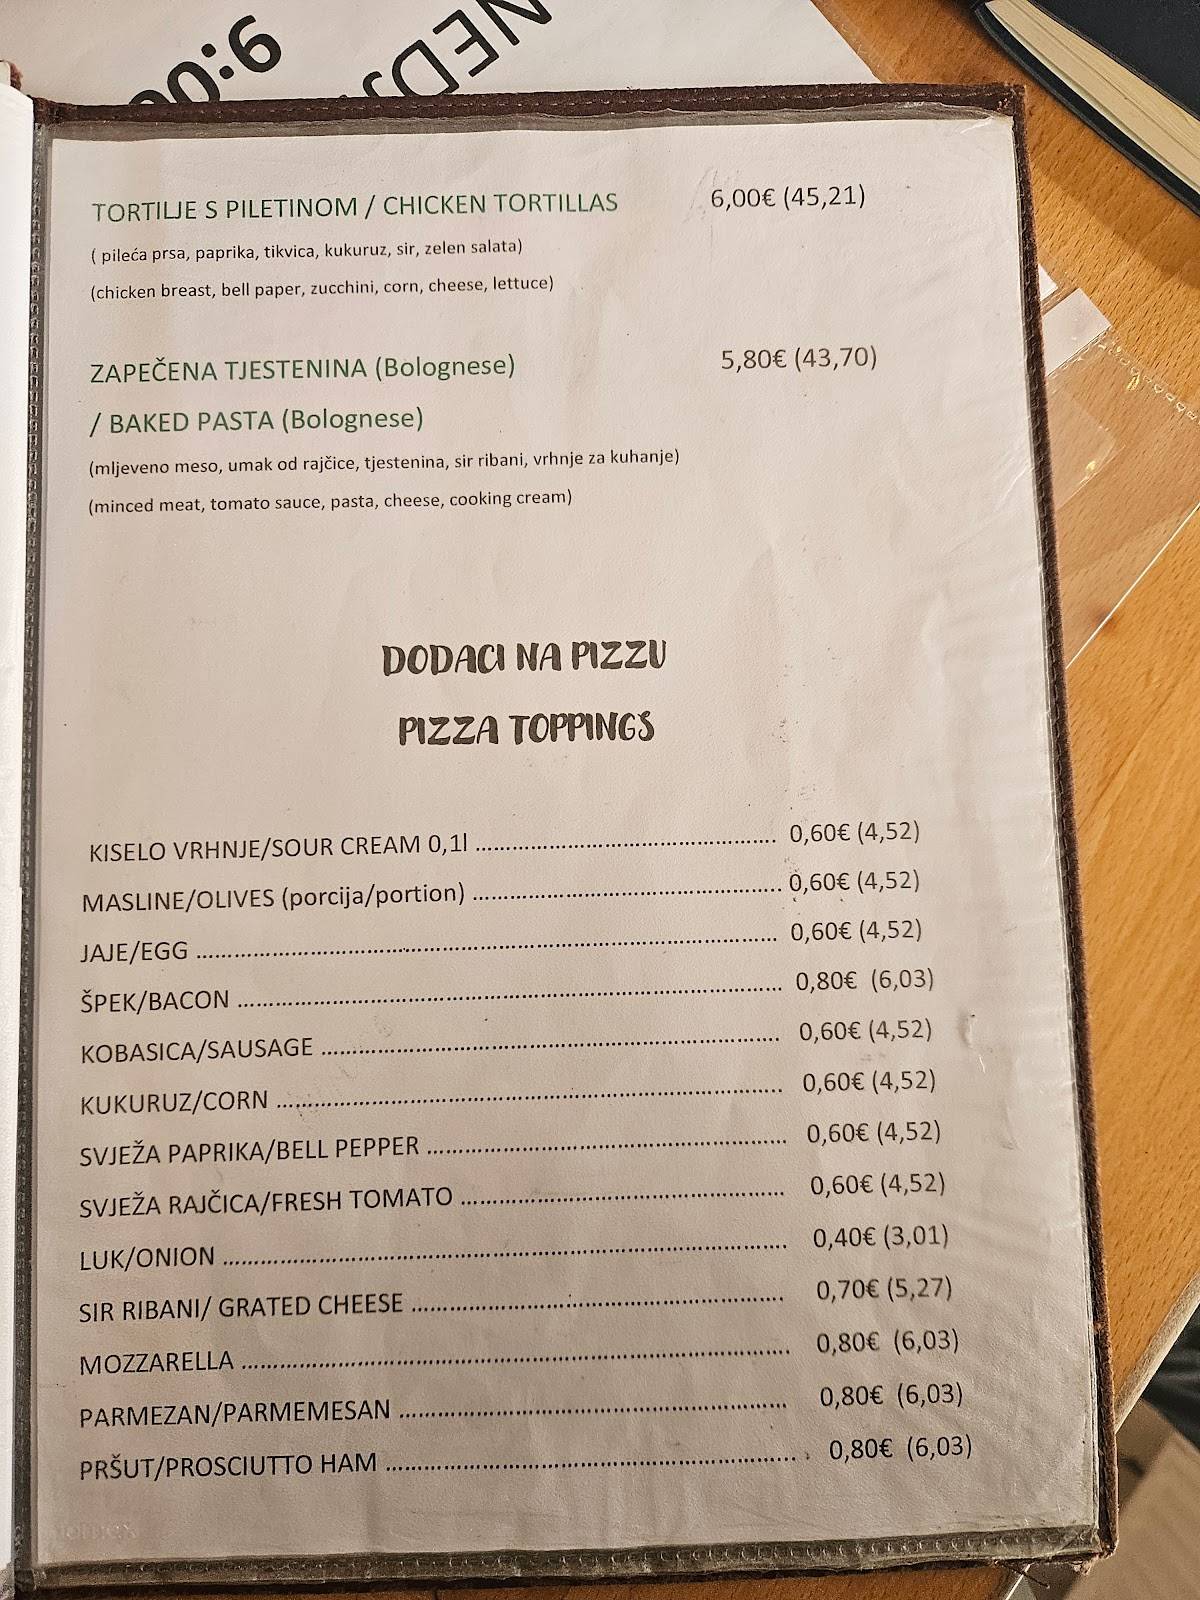 9:00
NEDJ
TORTILJE S PILETINOM / CHICKEN TORTILLAS 6,00€ (45,21)
( pileća prsa, paprika, tikvica, kukuruz, sir, zelen salata)
(chicken breast, bell paper, zucchini, corn, cheese, lettuce)
ZAPEČENA TJESTENINA (Bolognese) 5,80€ (43,70)
/ BAKED PASTA (Bolognese)
(mljeveno meso, umak od rajčice, tjestenina, sir ribani, vrhnje za kuhanje)
(minced meat, tomato sauce, pasta, cheese, cooking cream)
DODACI NA PIZZU
PIZZA TOPPINGS
KISELO VRHNJE/SOUR CREAM 0,1l ........ 0,60€ (4,52)
MASLINE/OLIVES (porcija/portion) ........ 0,60€ (4,52)
JAJE/EGG ........ 0,60€ (4,52)
ŠPEK/BACON ........ 0,80€ (6,03)
KOBASICA/SAUSAGE ........ 0,60€ (4,52)
KUKURUZ/CORN ........ 0,60€ (4,52)
SVJEŽA PAPRIKA/BELL PEPPER ........ 0,60€ (4,52)
SVJEŽA RAJČICA/FRESH TOMATO ........ 0,60€ (4,52)
LUK/ONION ........ 0,40€ (3,01)
SIR RIBANI/ GRATED CHEESE ........ 0,70€ (5,27)
MOZZARELLA ........ 0,80€ (6,03)
PARMEZAN/PARMEMESAN ........ 0,80€ (6,03)
PRŠUT/PROSCIUTTO HAM ........ 0,80€ (6,03)